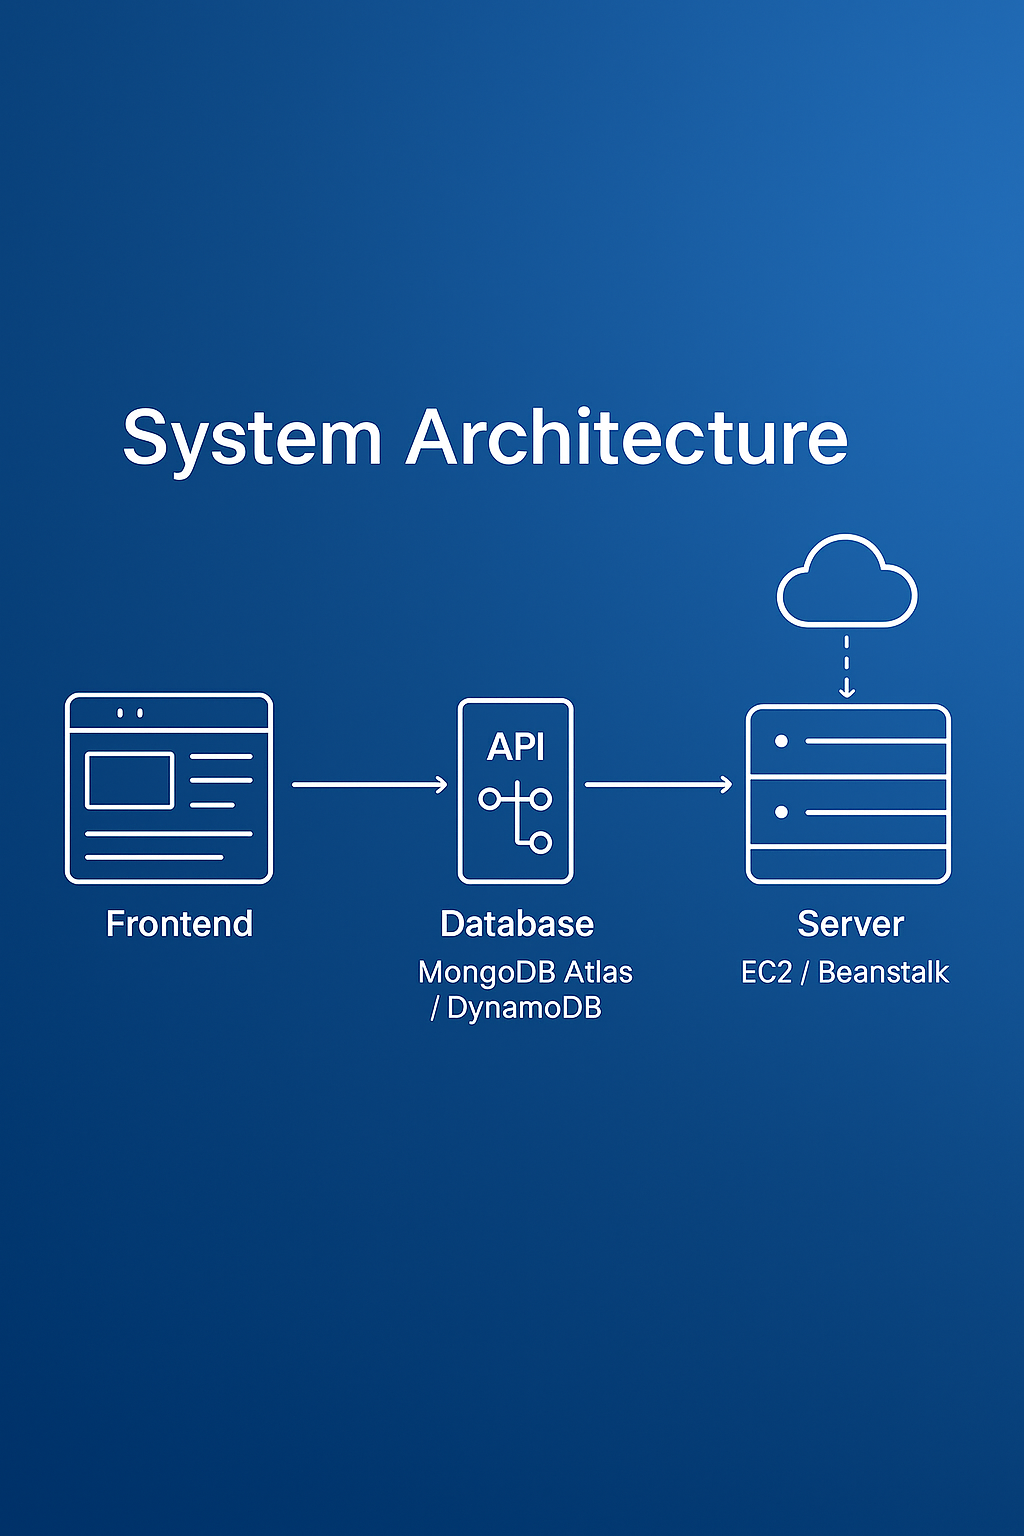 System Architecture
API
Frontend
Database
MongoDB Atlas
/ DynamoDB
Server
EC2 / Beanstalk